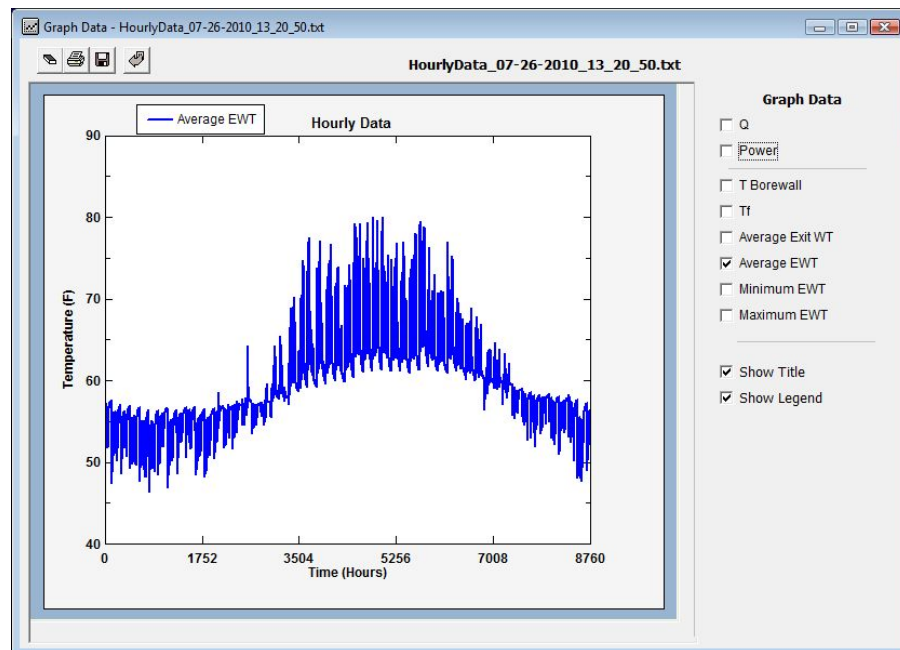 Graph Data - HourlyData_07-26-2010_13_20_50.txt
HourlyData_07-26-2010_13_20_50.txt
Average EWT
Hourly Data
90
80
70
60
50
40
Temperature (F)
0 1752 3504 5256 7008 8760
Time (Hours)
Graph Data
Q
Power
T Borewall
Tf
Average Exit WT
Average EWT
Minimum EWT
Maximum EWT
Show Title
Show Legend